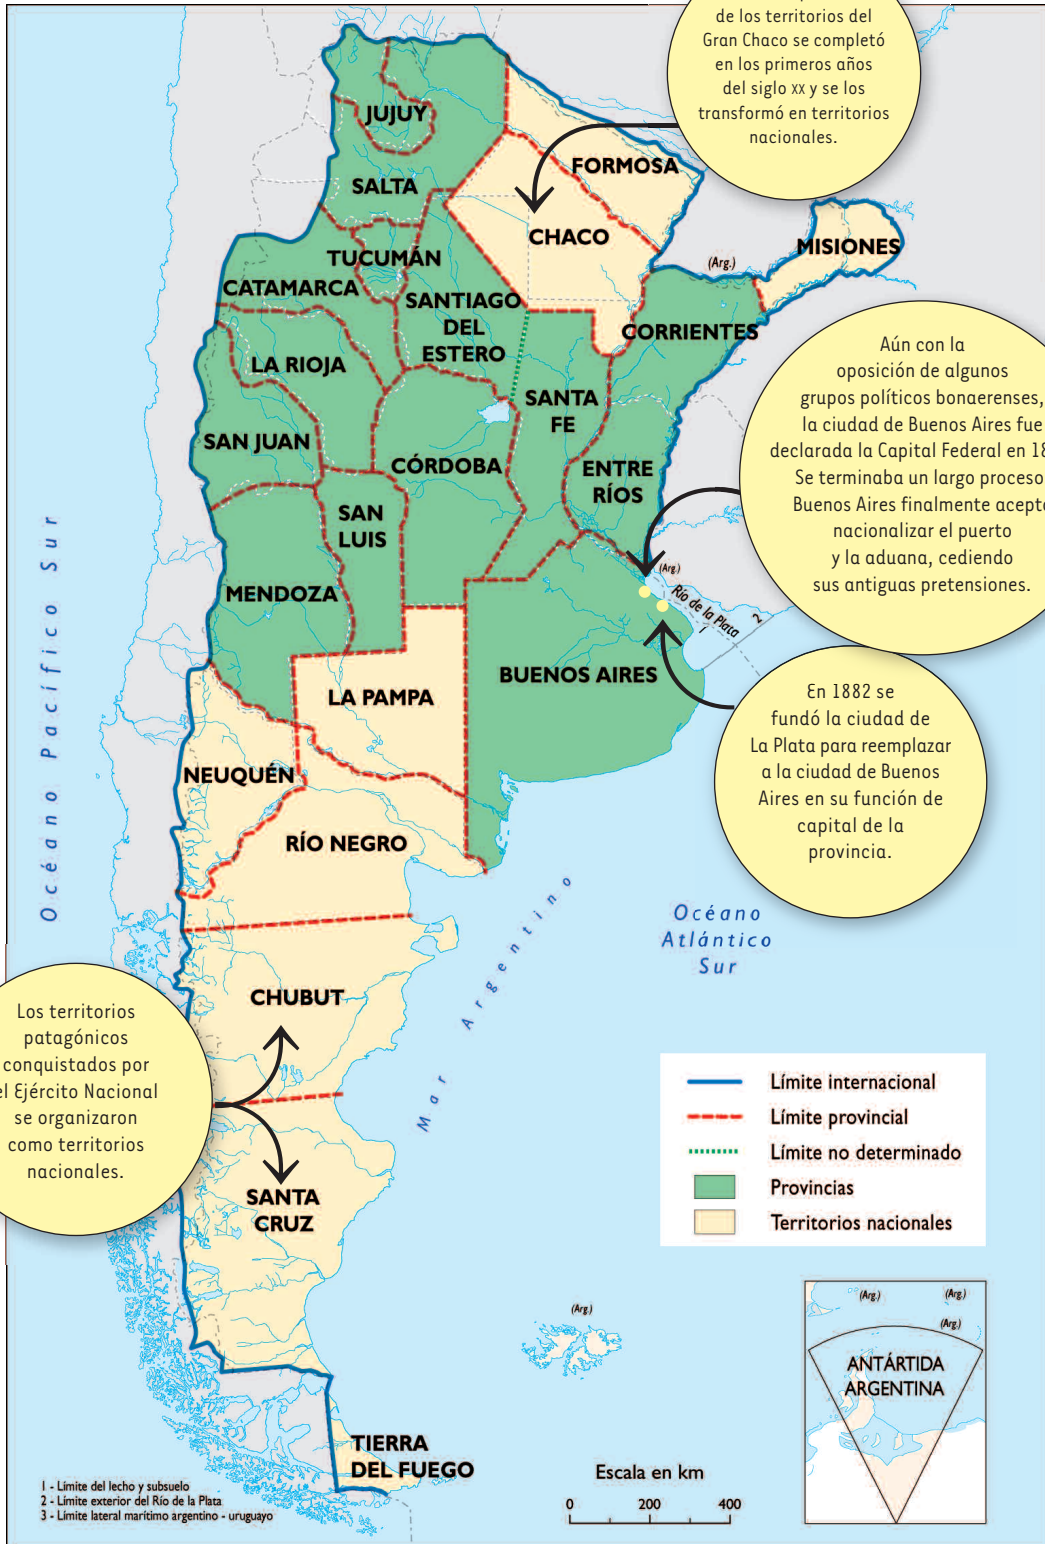 de los territorios del
Gran Chaco se completó
en los primeros años
del siglo XX y se los
transformó en territorios
nacionales.
JUJUY
FORMOSA
SALTA
CHACO
MISIONES
(Arg.)
TUCUMÁN
CATAMARCA
SANTIAGO
DEL
ESTERO
CORRIENTES
LA RIOJA
SANTA
FE
SAN JUAN
CÓRDOBA
ENTRE
RÍOS
SAN
LUIS
MENDOZA
Aún con la
oposición de algunos
grupos políticos bonaerenses,
la ciudad de Buenos Aires fue
declarada la Capital Federal en 18
Se terminaba un largo proceso
Buenos Aires finalmente acept
nacionalizar el puerto
y la aduana, cediendo
sus antiguas pretensiones.
(Arg.)
Río de la Plata
1
2
BUENOS AIRES
LA PAMPA
En 1882 se
fundó la ciudad de
La Plata para reemplazar
a la ciudad de Buenos
Aires en su función de
capital de la
provincia.
NEUQUÉN
RÍO NEGRO
Océano Pacífico Sur
Océano
Atlántico
Sur
Mar Argentino
CHUBUT
Los territorios
patagónicos
conquistados por
el Ejército Nacional
se organizaron
como territorios
nacionales.
SANTA
CRUZ
Límite internacional
Límite provincial
Límite no determinado
Provincias
Territorios nacionales
(Arg.)
(Arg.)
(Arg.)
(Arg.)
ANTÁRTIDA
ARGENTINA
TIERRA
DEL FUEGO
Escala en km
0 200 400
1 - Límite del lecho y subsuelo
2 - Límite exterior del Río de la Plata
3 - Límite lateral marítimo argentino - uruguayo